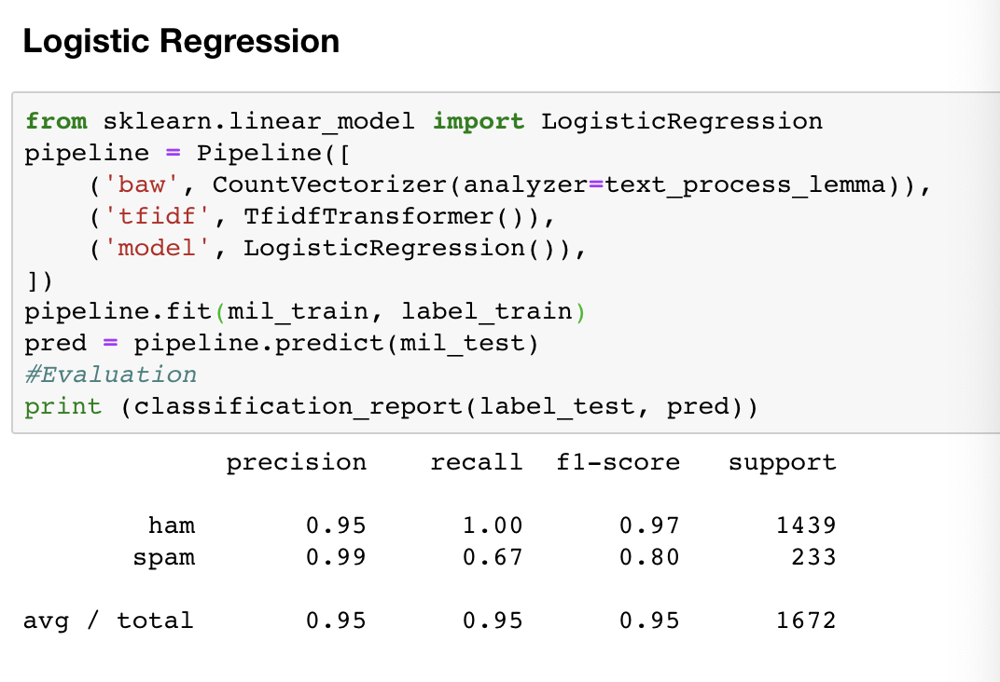 Logistic Regression
from sklearn.linear_model import LogisticRegression
pipeline = Pipeline([
    ('baw', CountVectorizer(analyzer=text_process_lemma)),
    ('tfidf', TfidfTransformer()),
    ('model', LogisticRegression()),
])
pipeline.fit(mil_train, label_train)
pred = pipeline.predict(mil_test)
#Evaluation
print (classification_report(label_test, pred))
             precision    recall  f1-score   support
        ham       0.95      1.00      0.97      1439
       spam       0.99      0.67      0.80       233
avg / total       0.95      0.95      0.95      1672